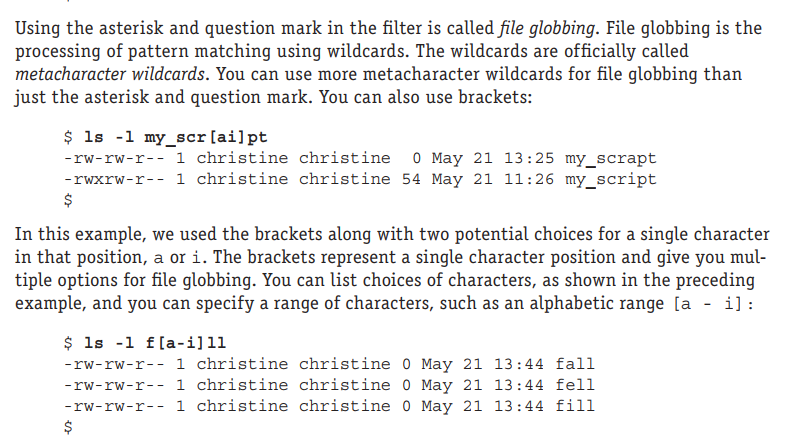 Using the asterisk and question mark in the filter is called file globbing. File globbing is the
processing of pattern matching using wildcards. The wildcards are officially called
metacharacter wildcards. You can use more metacharacter wildcards for file globbing than
just the asterisk and question mark. You can also use brackets:
$ ls -l my_scr[ai]pt
-rw-rw-r-- 1 christine christine  0 May 21 13:25 my_scrapt
-rwxrw-r-- 1 christine christine 54 May 21 11:26 my_script
$
In this example, we used the brackets along with two potential choices for a single character
in that position, a or i. The brackets represent a single character position and give you mul-
tiple options for file globbing. You can list choices of characters, as shown in the preceding
example, and you can specify a range of characters, such as an alphabetic range [a - i]:
$ ls -l f[a-i]ll
-rw-rw-r-- 1 christine christine 0 May 21 13:44 fall
-rw-rw-r-- 1 christine christine 0 May 21 13:44 fell
-rw-rw-r-- 1 christine christine 0 May 21 13:44 fill
$